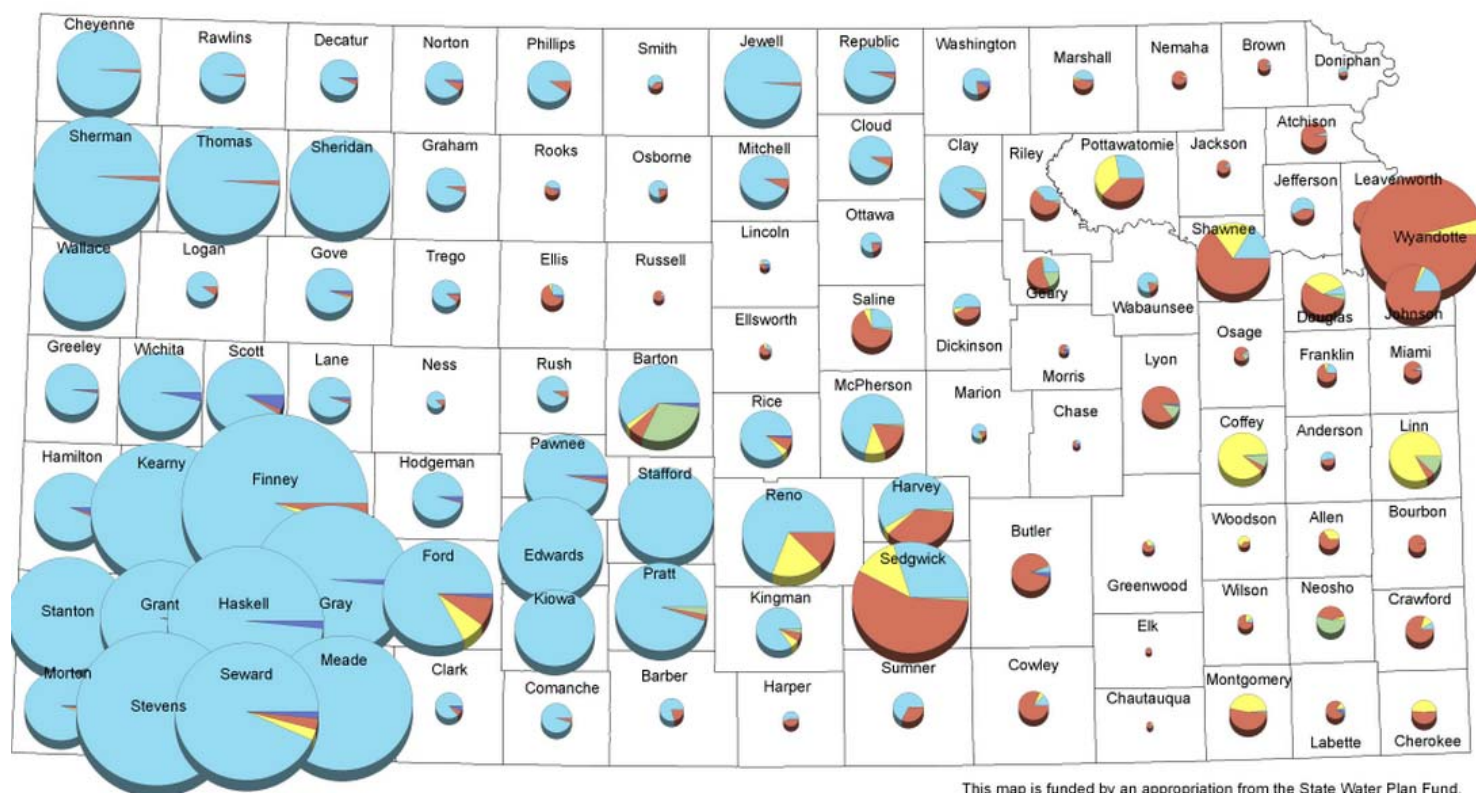 Cheyenne
Rawlins
Decatur
Norton
Phillips
Smith
Jewell
Republic
Washington
Marshall
Nemaha
Brown
Doniphan
Sherman
Thomas
Sheridan
Graham
Rooks
Osborne
Mitchell
Cloud
Clay
Riley
Pottawatomie
Jackson
Atchison
Jefferson
Leavenworth
Wyandotte
Wallace
Logan
Gove
Trego
Ellis
Russell
Lincoln
Ottawa
Saline
Dickinson
Geary
Wabaunsee
Shawnee
Douglas
Johnson
Greeley
Wichita
Scott
Lane
Ness
Rush
Barton
Ellsworth
Rice
McPherson
Marion
Morris
Chase
Lyon
Osage
Franklin
Miami
Hamilton
Kearny
Finney
Hodgeman
Pawnee
Stafford
Reno
Harvey
Butler
Greenwood
Coffey
Anderson
Linn
Woodson
Allen
Bourbon
Stanton
Grant
Haskell
Gray
Ford
Edwards
Kiowa
Pratt
Kingman
Sedgwick
Elk
Wilson
Neosho
Crawford
Morton
Stevens
Seward
Meade
Clark
Comanche
Barber
Harper
Sumner
Cowley
Chautauqua
Montgomery
Labette
Cherokee
This map is funded by an appropriation from the State Water Plan Fund.